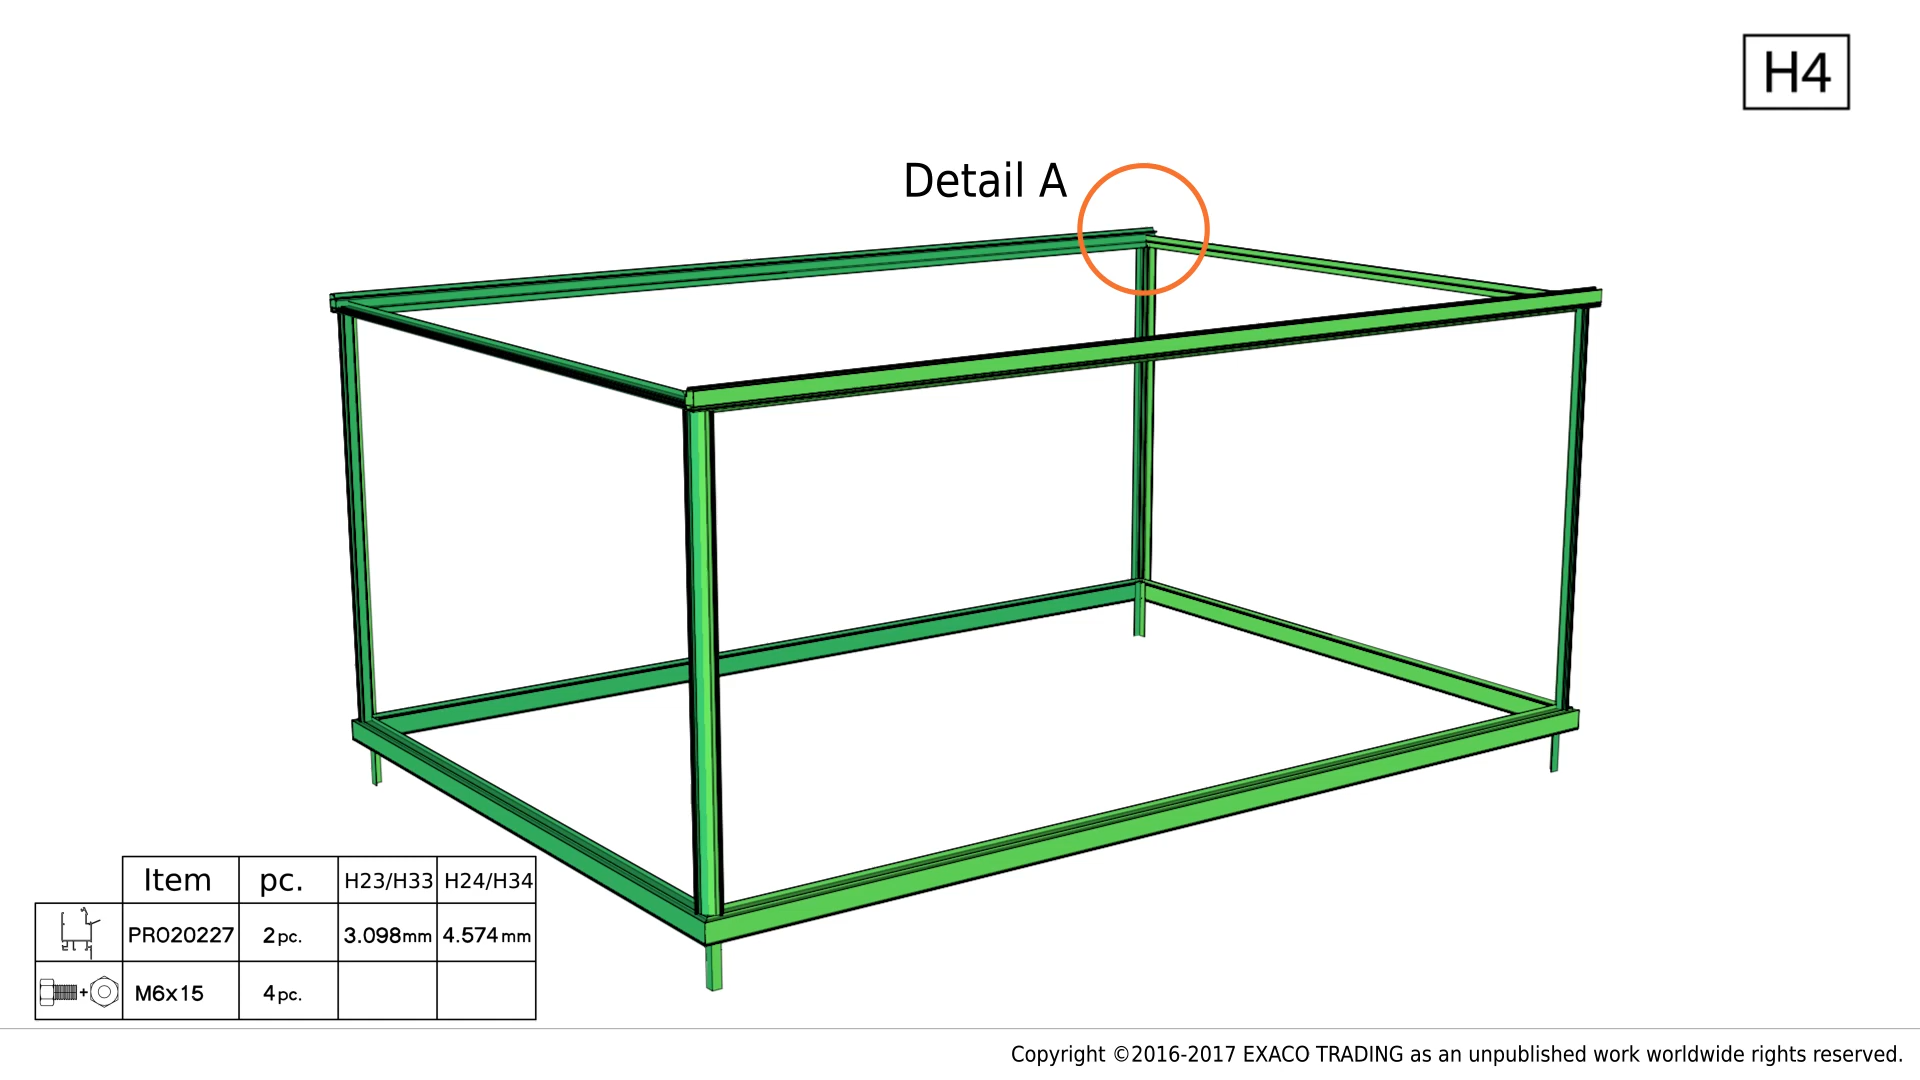 H4
Detail A
Item pc. H23/H33 H24/H34
PRO20227 2pc. 3.098mm 4.574mm
+ M6x15 4pc.
Copyright ©2016-2017 EXACO TRADING as an unpublished work worldwide rights reserved.